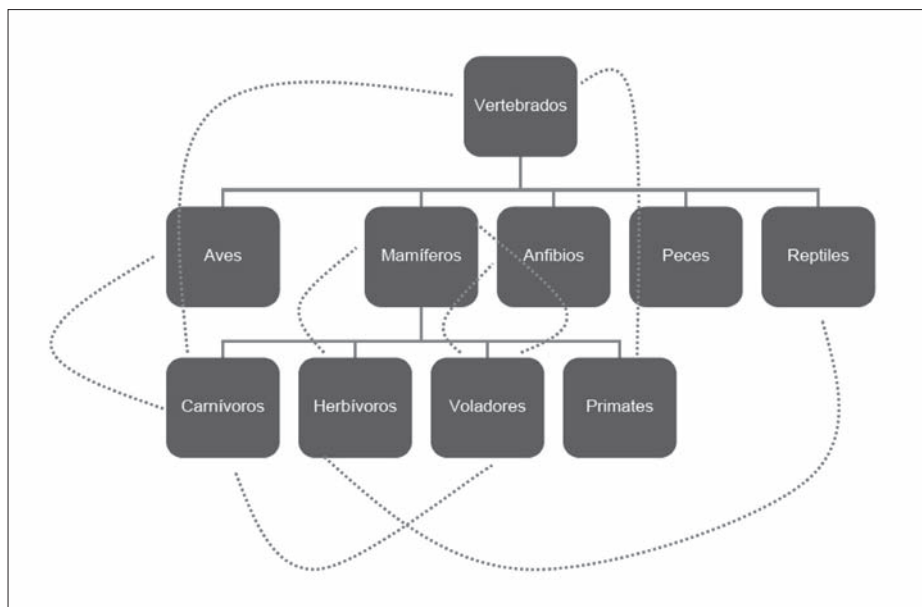 Vertebrados
Aves
Mamíferos
Anfibios
Peces
Reptiles
Carnívoros
Herbívoros
Voladores
Primates